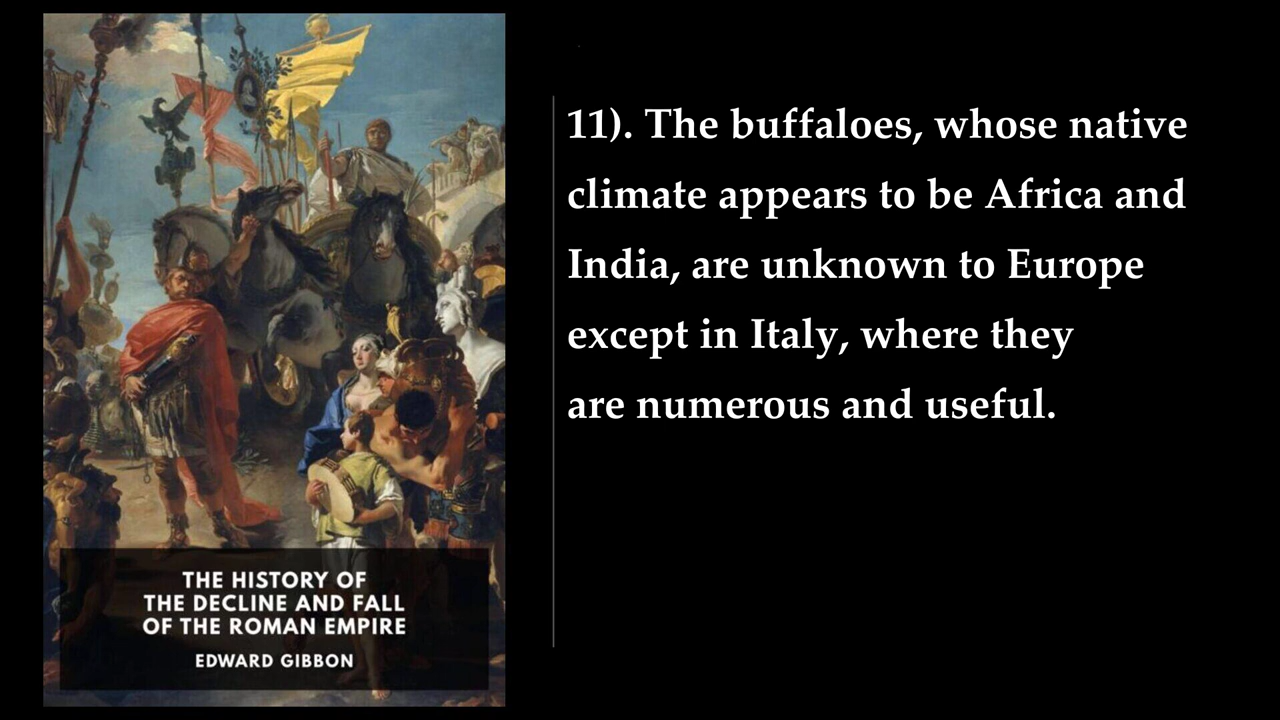 11). The buffaloes, whose native
climate appears to be Africa and
India, are unknown to Europe
except in Italy, where they
are numerous and useful.
THE HISTORY OF
THE DECLINE AND FALL
OF THE ROMAN EMPIRE
EDWARD GIBBON